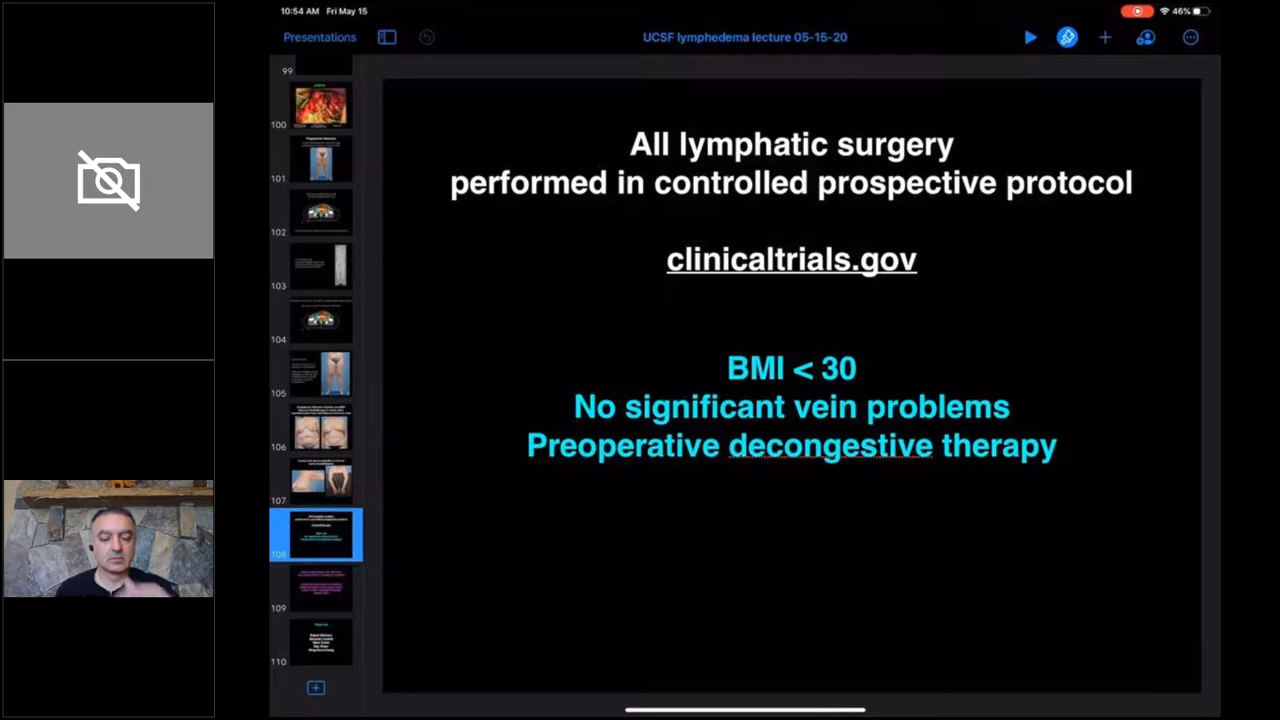 10:54 AM Fri May 15
46%
Presentations
UCSF lymphedema lecture 05-15-20
99
100
101
102
103
104
105
106
107
108
109
110
All lymphatic surgery
performed in controlled prospective protocol
clinicaltrials.gov
BMI < 30
No significant vein problems
Preoperative decongestive therapy